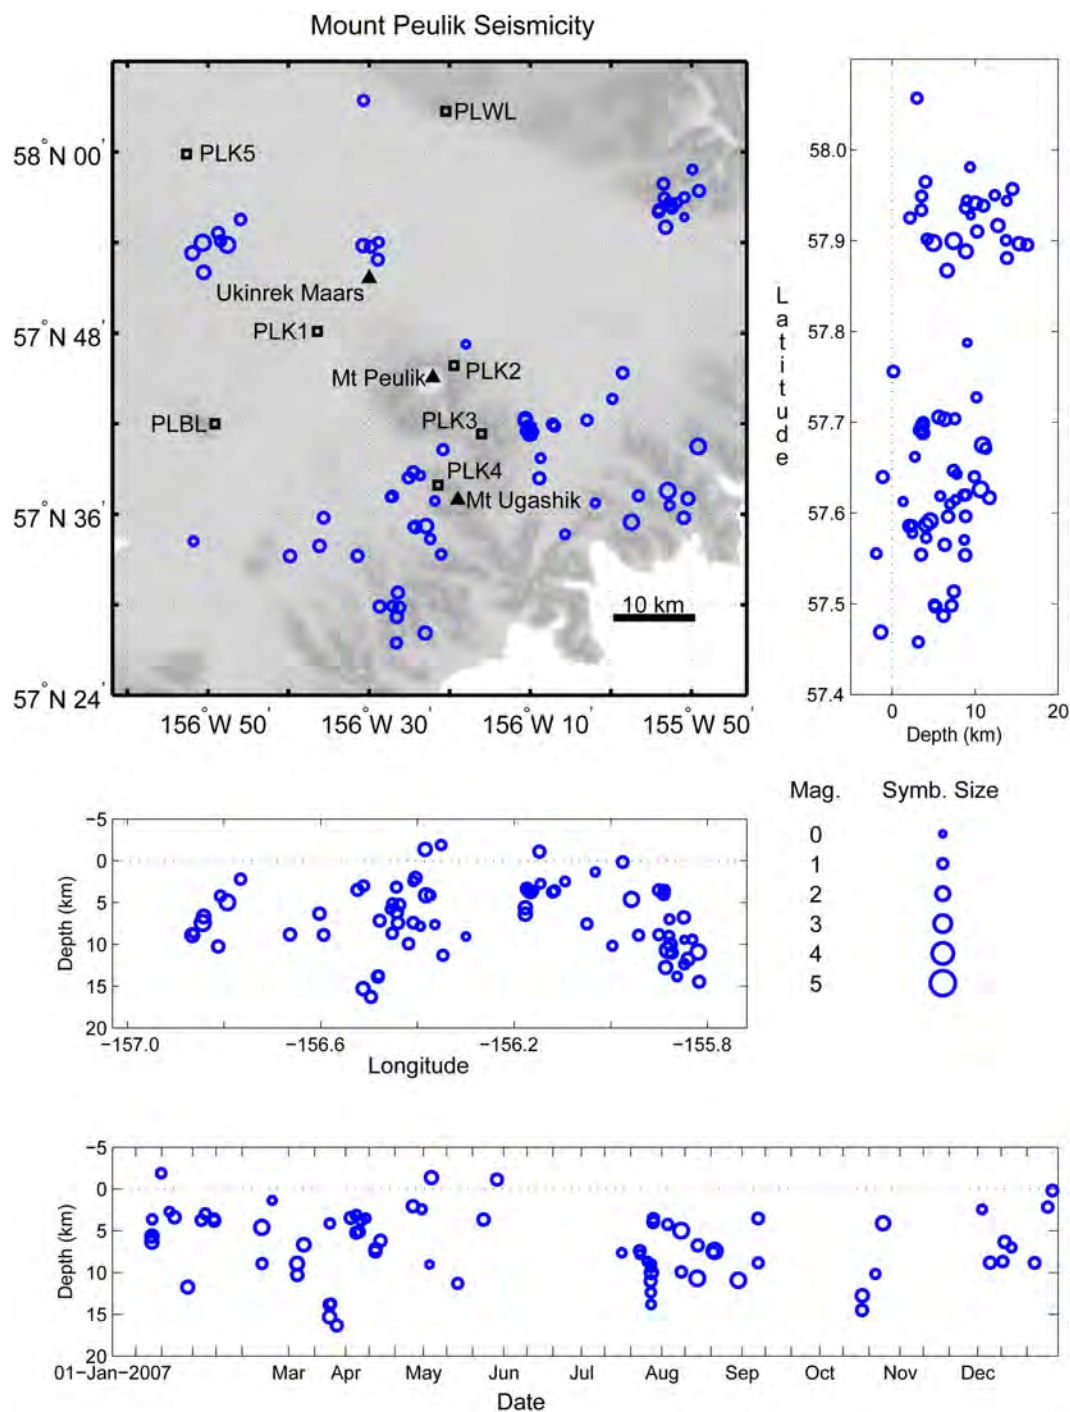 Mount Peulik Seismicity
PLWL
58°N 00′
PLK5
Ukinrek Maars
57°N 48′
PLK1
Mt Peulik
PLK2
PLBL
PLK3
PLK4
Mt Ugashik
57°N 36′
10 km
57°N 24′
156°W 50′
156°W 30′
156°W 10′
155°W 50′
58.0
57.9
57.8
57.7
57.6
57.5
57.4
Latitude
0 10 20
Depth (km)
Mag. Symb. Size
0
1
2
3
4
5
−5
0
5
10
15
20
Depth (km)
−157.0 −156.6 −156.2 −155.8
Longitude
−5
0
5
10
15
20
Depth (km)
01−Jan−2007 Mar Apr May Jun Jul Aug Sep Oct Nov Dec
Date